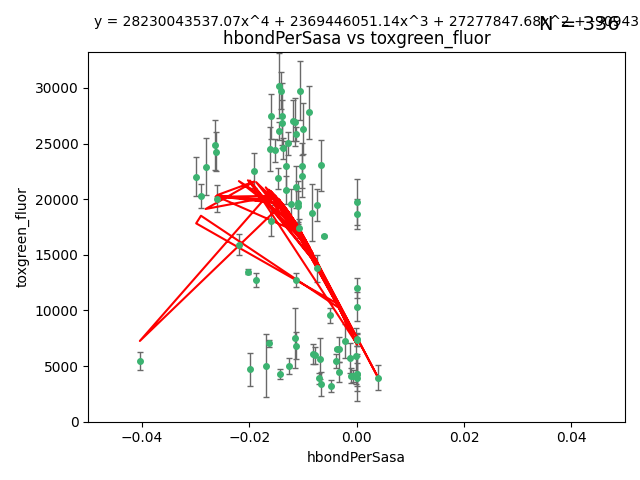 y = 28230043537.07x^4 + 2369446051.14x^3 + 27277847.68x^2 +
N = 336
hbondPerSasa vs toxgreen_fluor
toxgreen_fluor
30000
25000
20000
15000
10000
5000
0
−0.04 −0.02 0.00 0.02 0.04
hbondPerSasa